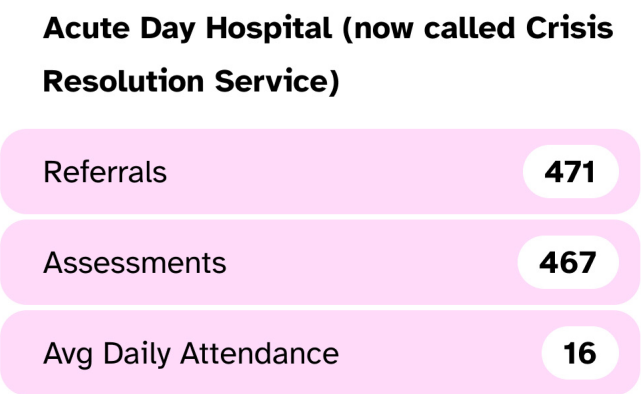 Acute Day Hospital (now called Crisis
Resolution Service)
Referrals 471
Assessments 467
Avg Daily Attendance 16